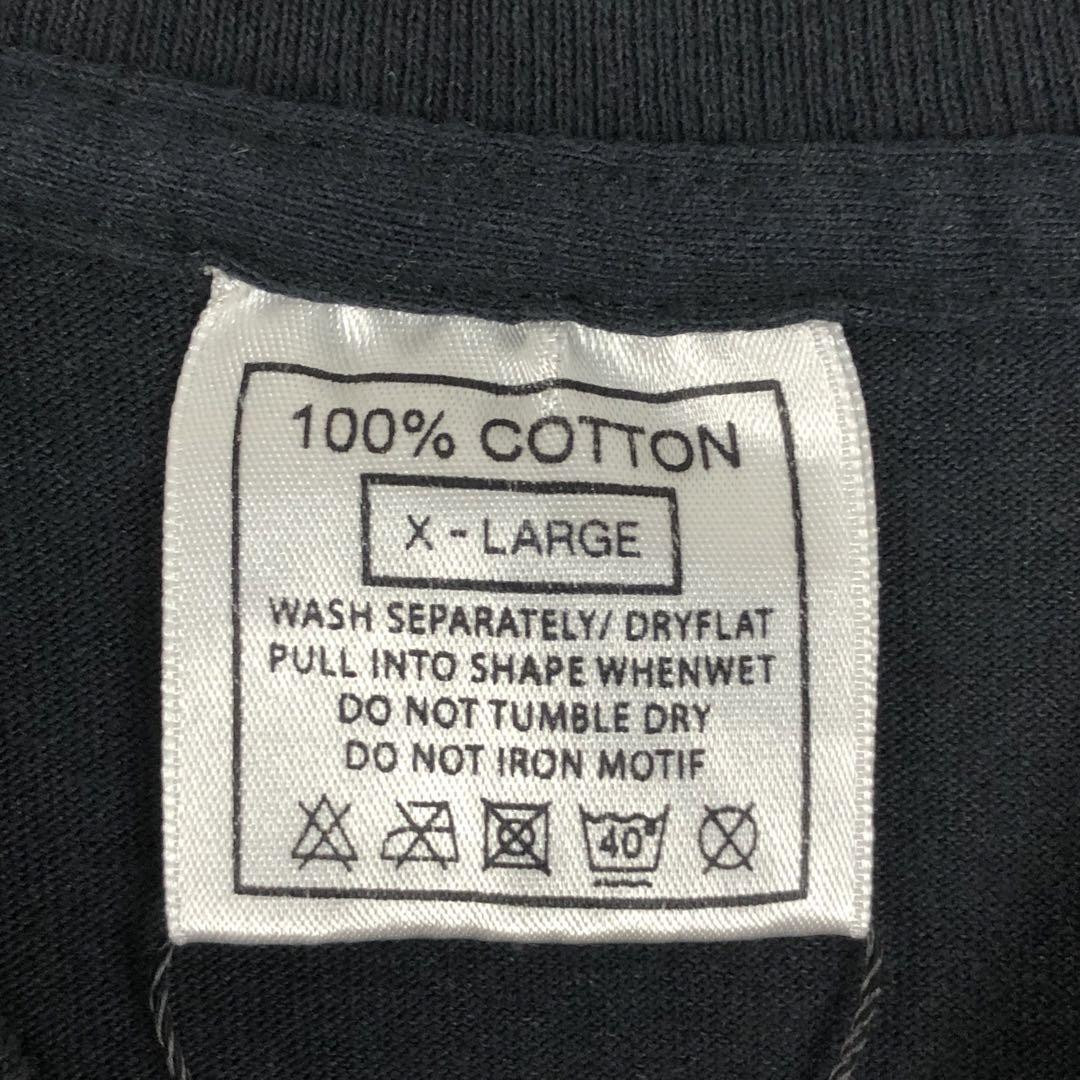 100% COTTON
X - LARGE
WASH SEPARATELY/ DRYFLAT
PULL INTO SHAPE WHENWET
DO NOT TUMBLE DRY
DO NOT IRON MOTIF
40°